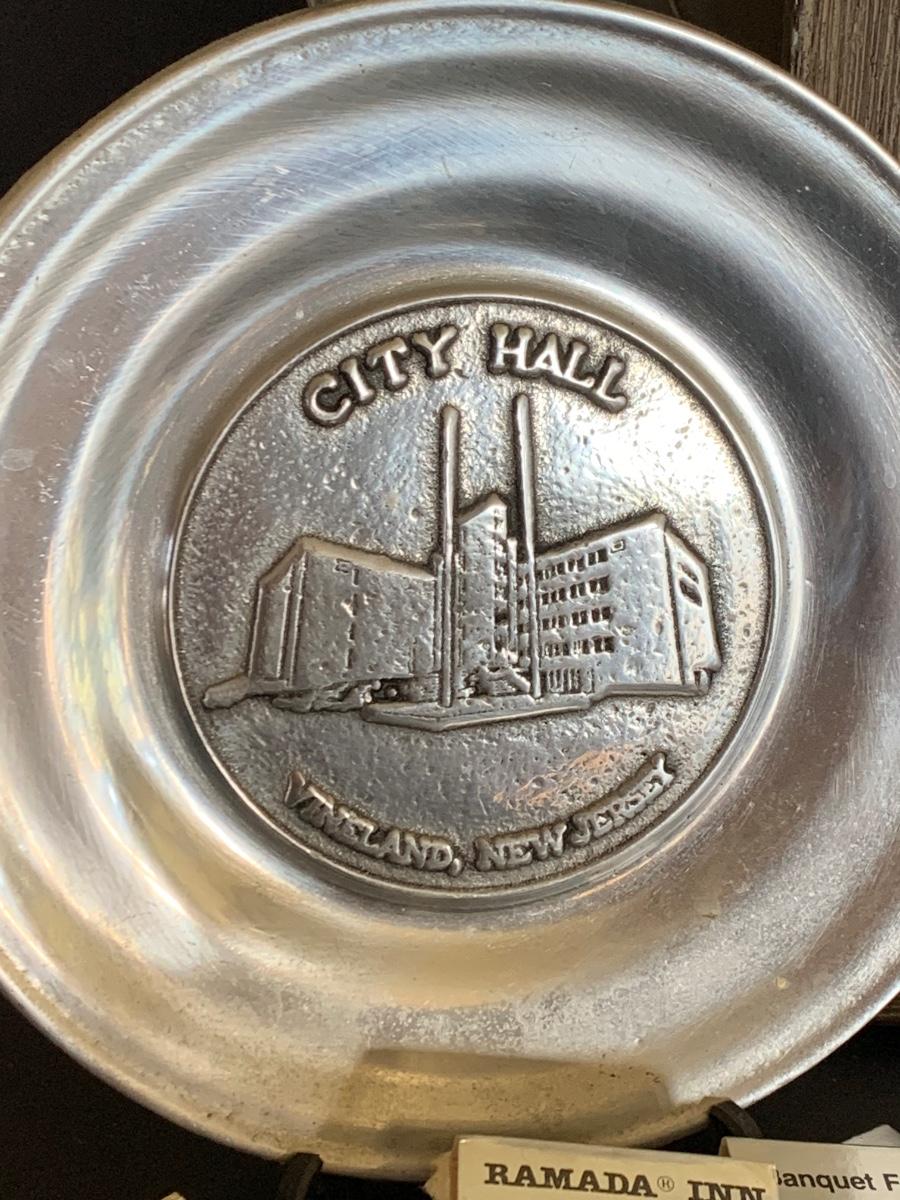 CITY HALL
VINELAND, NEW JERSEY
RAMADA® INN
Banquet F